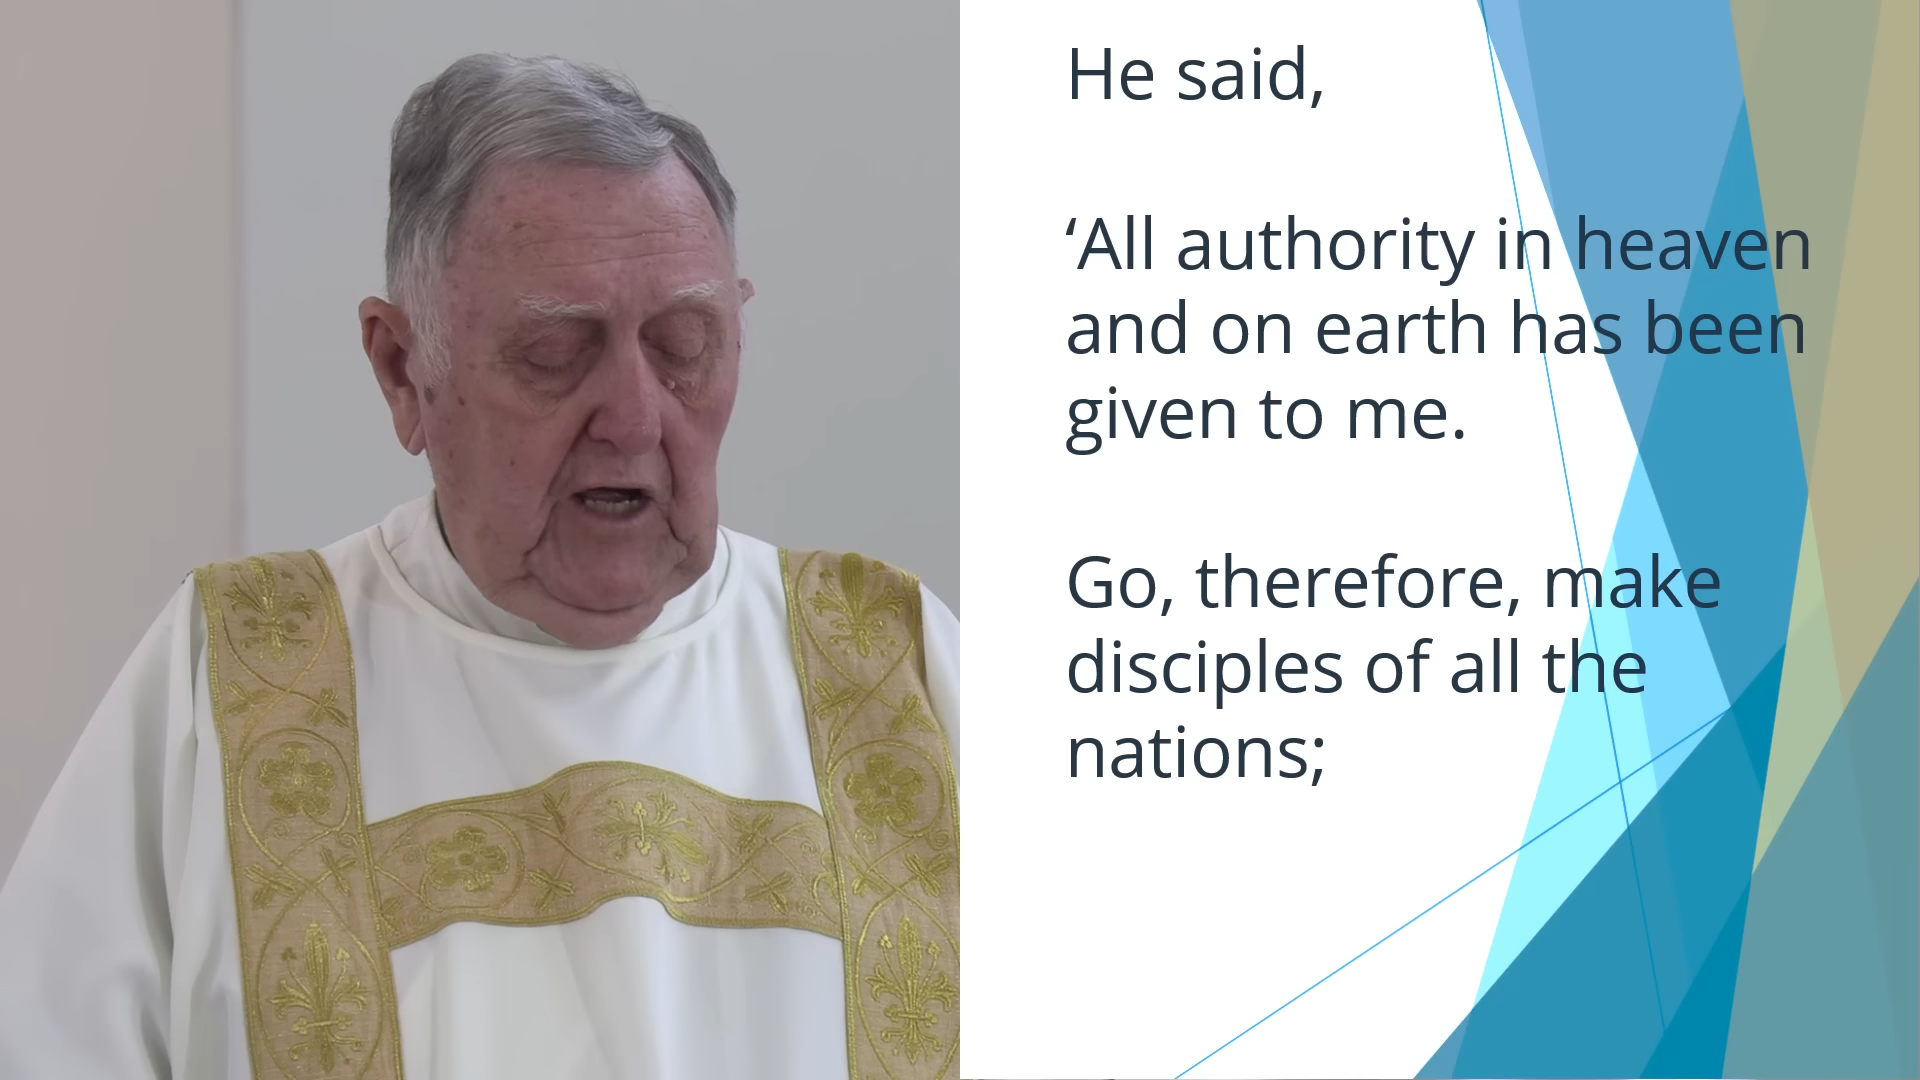 He said,
‘All authority in heaven
and on earth has been
given to me.
Go, therefore, make
disciples of all the
nations;